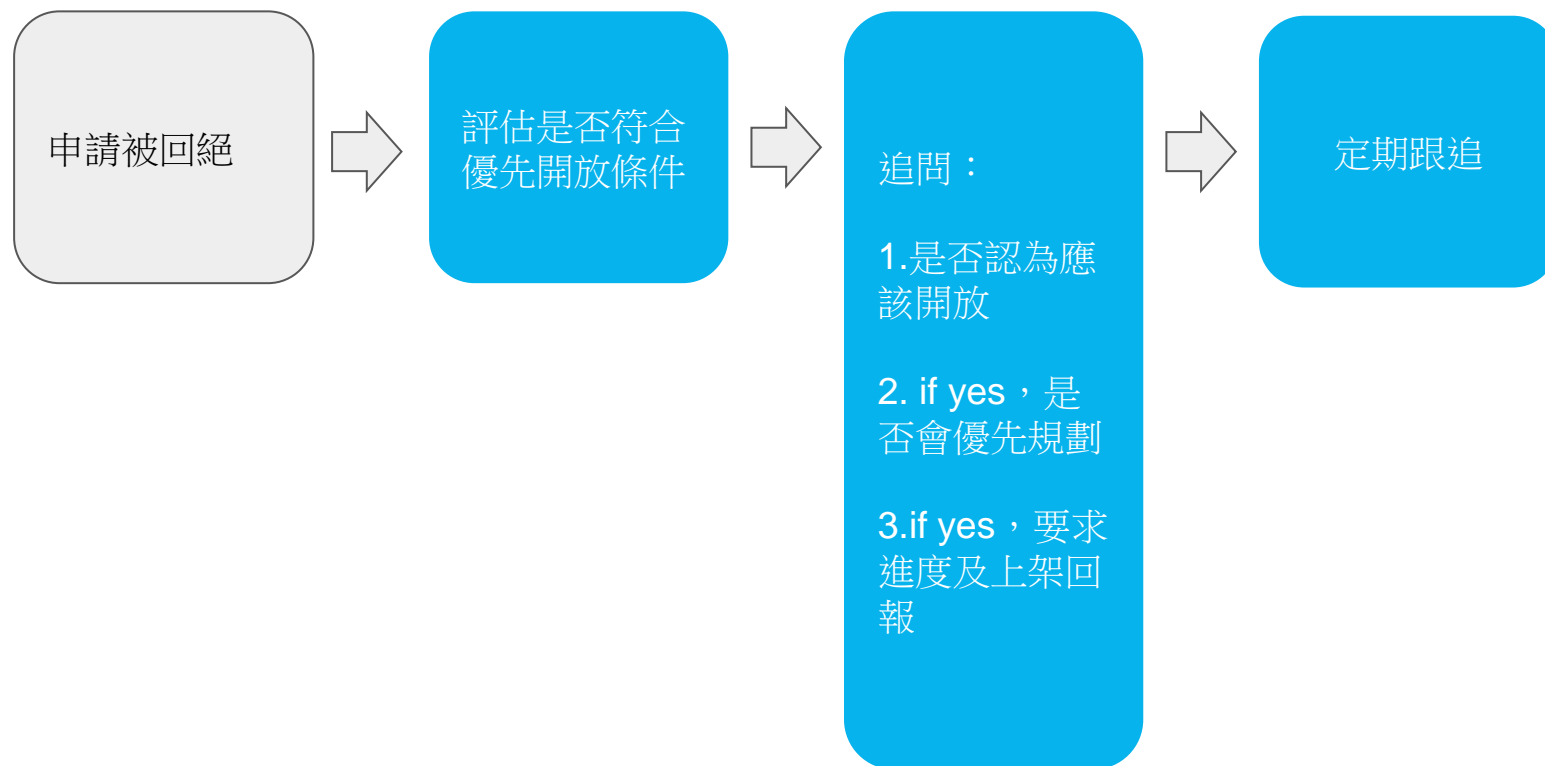 申請被回絕
評估是否符合
優先開放條件
追問：
1.是否認為應
該開放
2. if yes，是
否會優先規劃
3.if yes，要求
進度及上架回
報
定期跟追